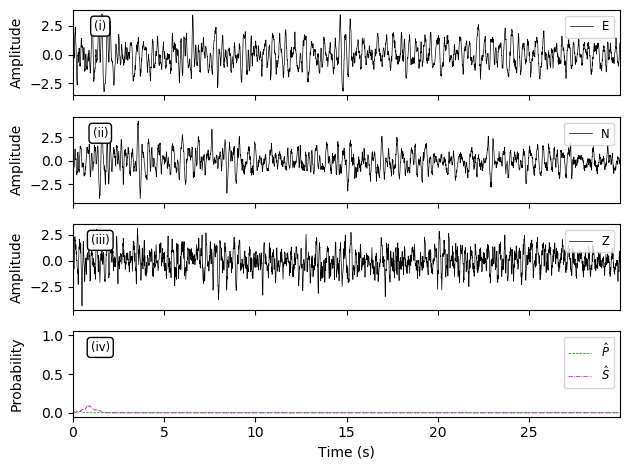 (i)
E
Amplitude
2.5
0.0
−2.5
(ii)
N
Amplitude
2.5
0.0
−2.5
(iii)
Z
Amplitude
2.5
0.0
−2.5
(iv)
P̂
Ŝ
Probability
1.0
0.5
0.0
0 5 10 15 20 25
Time (s)